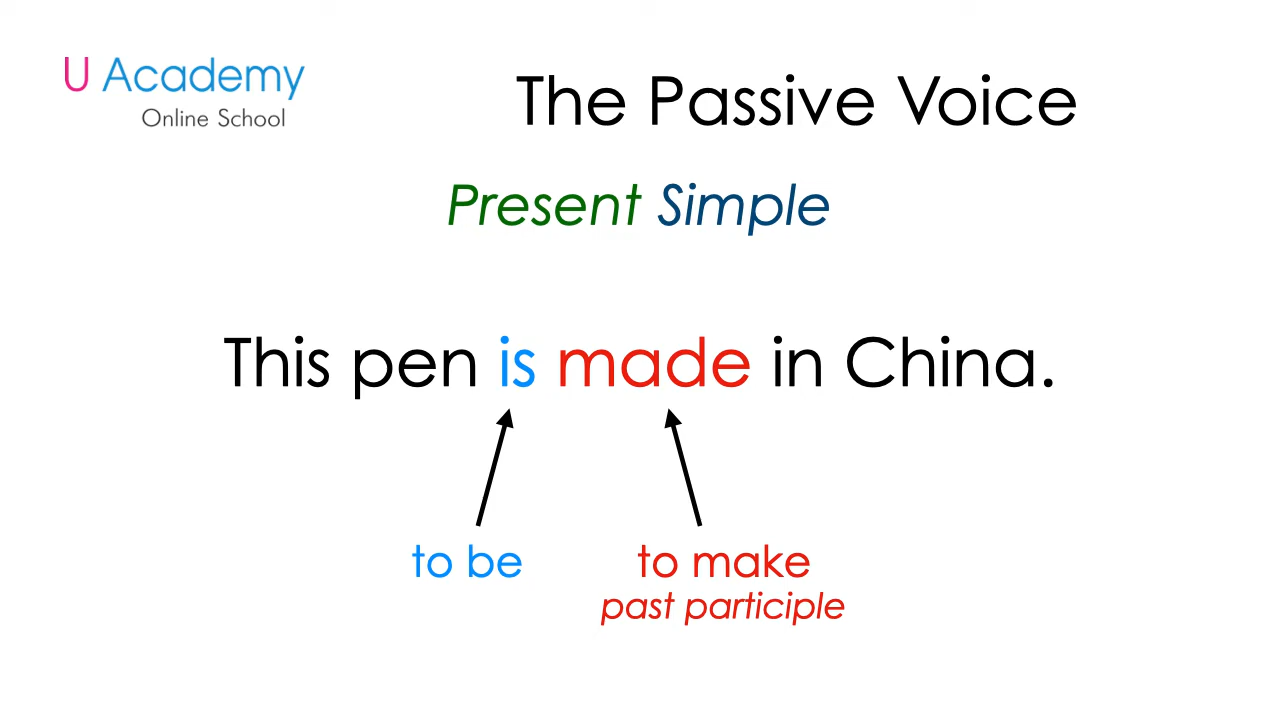 U Academy
Online School
The Passive Voice
Present Simple
This pen is made in China.
to be
to make
past participle